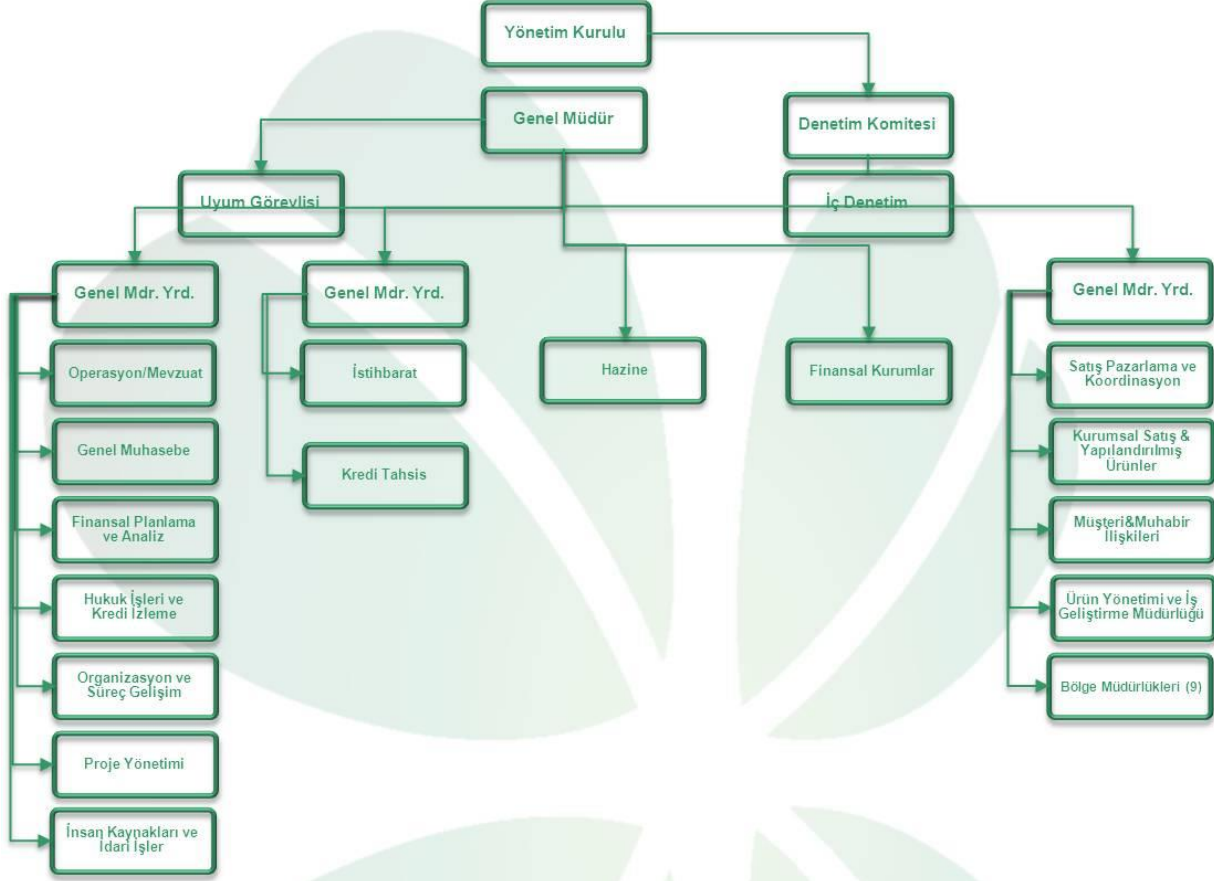 Yönetim Kurulu
Genel Müdür
Denetim Komitesi
Uyum Görevlisi
İç Denetim
Genel Mdr. Yrd.
Genel Mdr. Yrd.
Genel Mdr. Yrd.
Operasyon/Mevzuat
Genel Muhasebe
Finansal Planlama
ve Analiz
Hukuk İşleri ve
Kredi İzleme
Organizasyon ve
Süreç Gelişim
Proje Yönetimi
İnsan Kaynakları ve
İdari İşler
İstihbarat
Kredi Tahsis
Hazine
Finansal Kurumlar
Satış Pazarlama ve
Koordinasyon
Kurumsal Satış &
Yapılandırılmış
Ürünler
Müşteri&Muhabir
İlişkileri
Ürün Yönetimi ve İş
Geliştirme Müdürlüğü
Bölge Müdürlükleri (9)